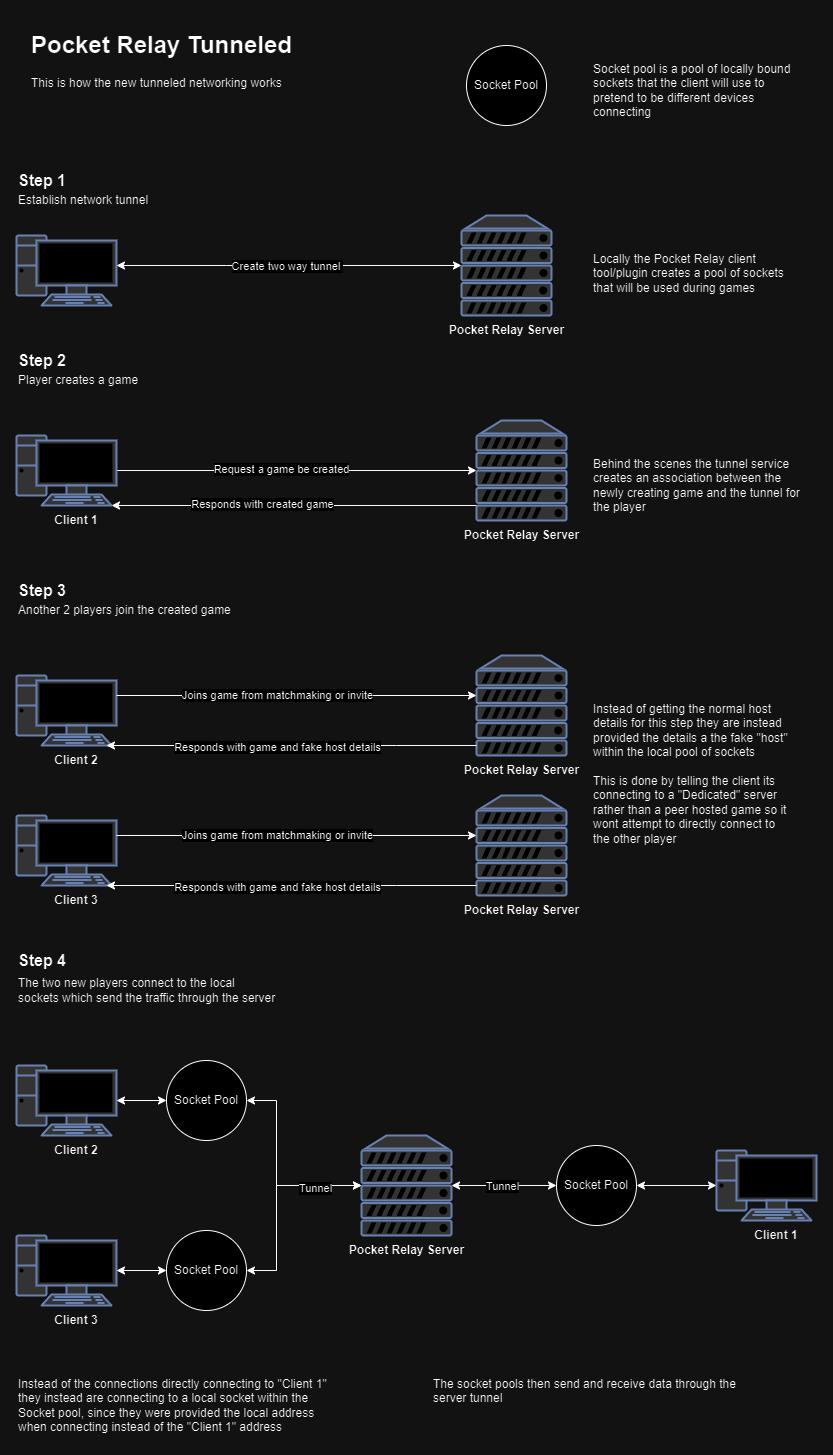 Pocket Relay Tunneled
This is how the new tunneled networking works
Socket Pool
Socket pool is a pool of locally bound
sockets that the client will use to
pretend to be different devices
connecting
Step 1
Establish network tunnel
Create two way tunnel
Pocket Relay Server
Locally the Pocket Relay client
tool/plugin creates a pool of sockets
that will be used during games
Step 2
Player creates a game
Request a game be created
Responds with created game
Client 1
Pocket Relay Server
Behind the scenes the tunnel service
creates an association between the
newly creating game and the tunnel for
the player
Step 3
Another 2 players join the created game
Joins game from matchmaking or invite
Responds with game and fake host details
Client 2
Pocket Relay Server
Joins game from matchmaking or invite
Responds with game and fake host details
Client 3
Pocket Relay Server
Instead of getting the normal host
details for this step they are instead
provided the details a the fake "host"
within the local pool of sockets
This is done by telling the client its
connecting to a "Dedicated" server
rather than a peer hosted game so it
wont attempt to directly connect to
the other player
Step 4
The two new players connect to the local
sockets which send the traffic through the server
Socket Pool
Client 2
Tunnel
Pocket Relay Server
Tunnel
Socket Pool
Client 1
Socket Pool
Client 3
Instead of the connections directly connecting to "Client 1"
they instead are connecting to a local socket within the
Socket pool, since they were provided the local address
when connecting instead of the "Client 1" address
The socket pools then send and receive data through the
server tunnel